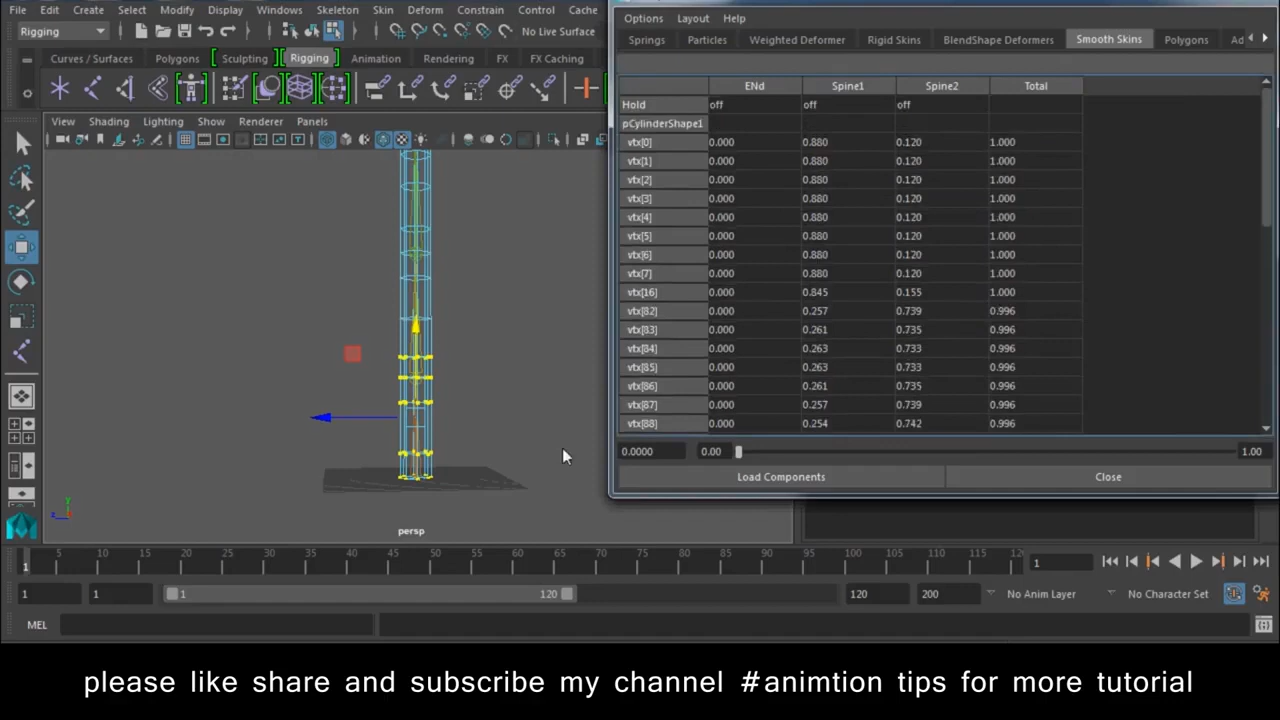 File Edit Create Select Modify Display Windows Skeleton Skin Deform Constrain Control Cache
Rigging No Live Surface
Curves / Surfaces Polygons Sculpting Rigging Animation Rendering FX FX Caching
View Shading Lighting Show Renderer Panels
Options Layout Help
Springs Particles Weighted Deformer Rigid Skins BlendShape Deformers Smooth Skins Polygons Ad
ENd Spine1 Spine2 Total
Hold off off off
pCylinderShape1
vtx[0] 0.000 0.880 0.120 1.000
vtx[1] 0.000 0.880 0.120 1.000
vtx[2] 0.000 0.880 0.120 1.000
vtx[3] 0.000 0.880 0.120 1.000
vtx[4] 0.000 0.880 0.120 1.000
vtx[5] 0.000 0.880 0.120 1.000
vtx[6] 0.000 0.880 0.120 1.000
vtx[7] 0.000 0.880 0.120 1.000
vtx[16] 0.000 0.845 0.155 1.000
vtx[82] 0.000 0.257 0.739 0.996
vtx[83] 0.000 0.261 0.735 0.996
vtx[84] 0.000 0.263 0.733 0.996
vtx[85] 0.000 0.263 0.733 0.996
vtx[86] 0.000 0.261 0.735 0.996
vtx[87] 0.000 0.257 0.739 0.996
vtx[88] 0.000 0.254 0.742 0.996
0.0000 0.00 1.00
Load Components Close
y
z
persp
5 10 15 20 25 30 35 40 45 50 55 60 65 70 75 80 85 90 95 100 105 110 115 12
1 1
1 1 1 120 120 200 No Anim Layer No Character Set
MEL
please like share and subscribe my channel #animtion tips for more tutorial